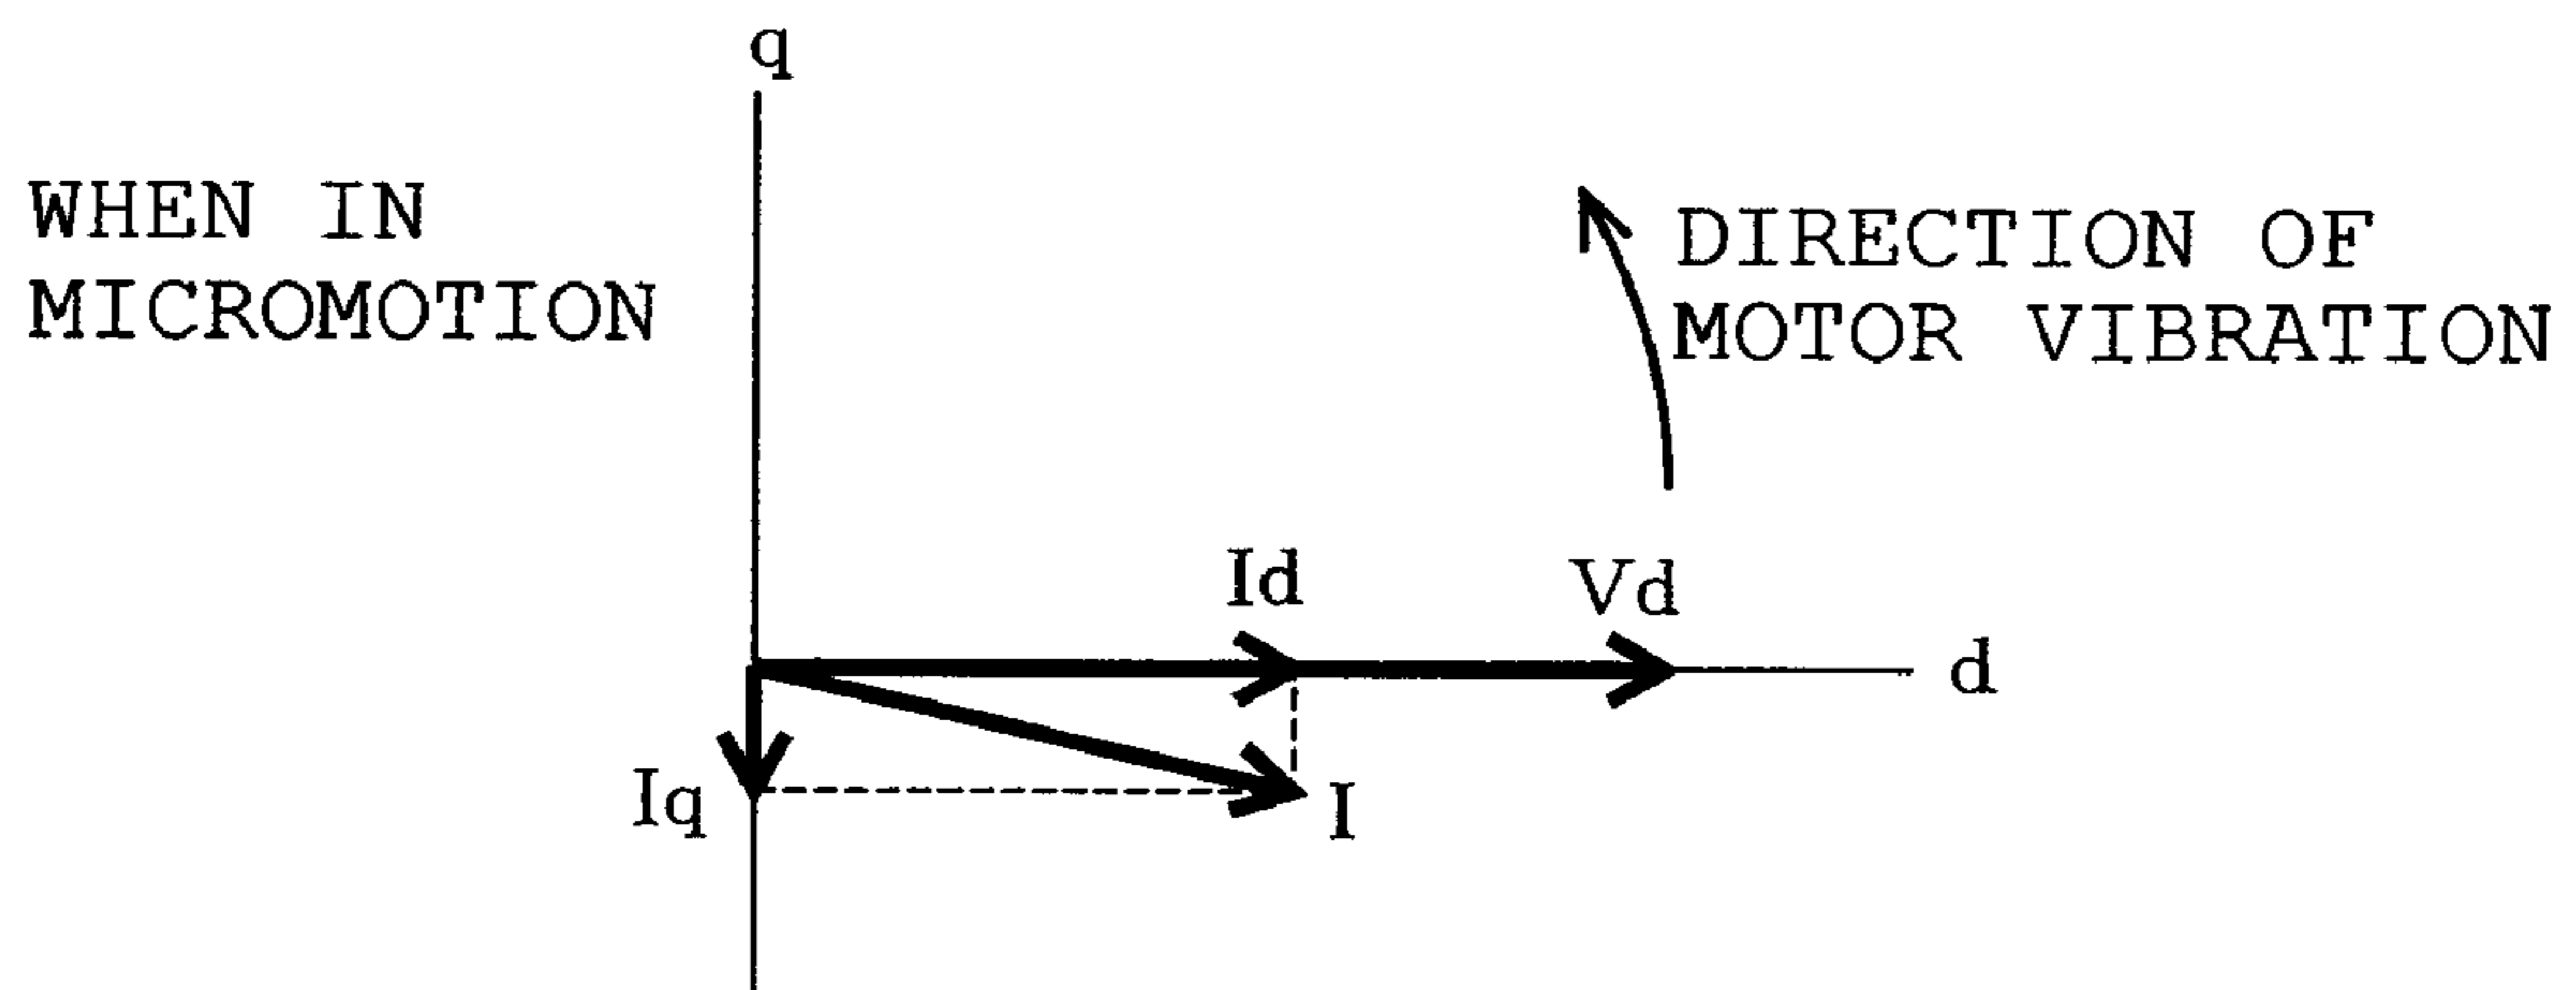 q
WHEN IN
MICROMOTION
DIRECTION OF
MOTOR VIBRATION
Id
Vd
d
Iq
I